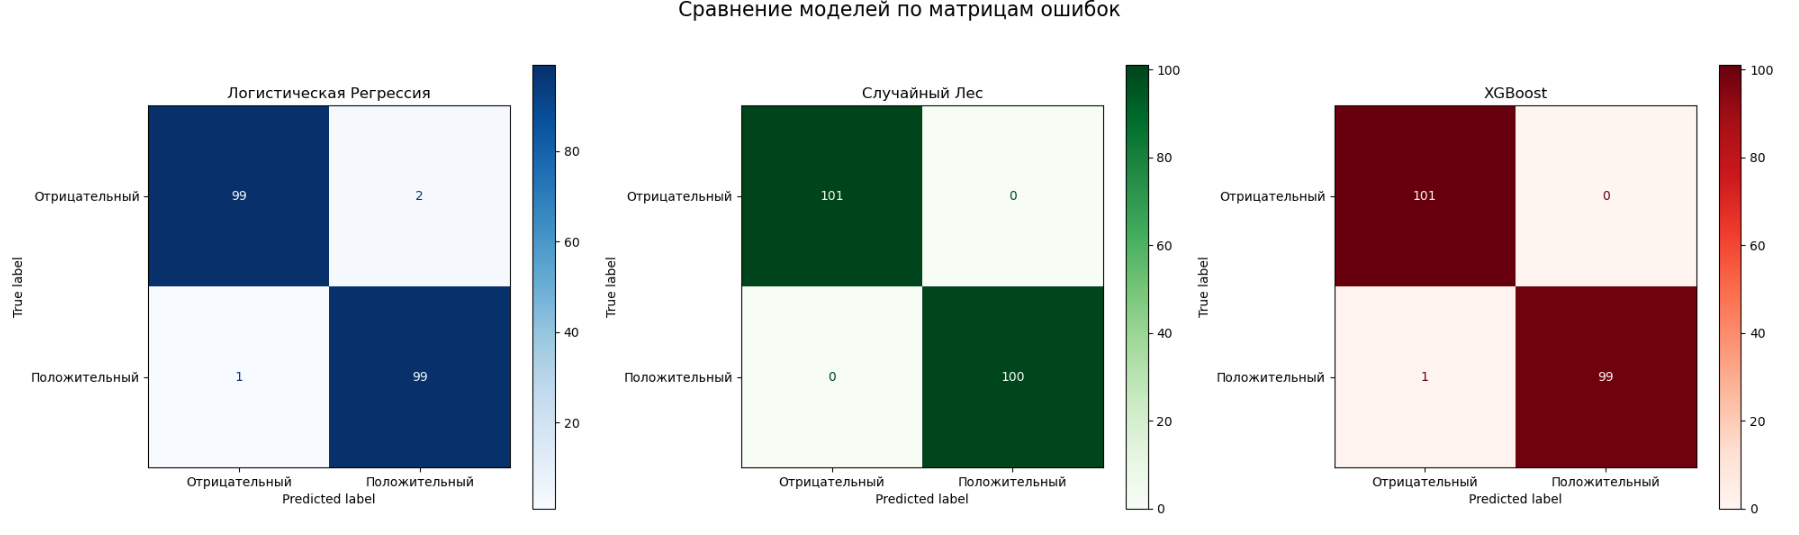 Сравнение моделей по матрицам ошибок
Логистическая Регрессия
True label
Отрицательный
Положительный
99
2
1
99
Отрицательный
Положительный
Predicted label
80
60
40
20
Случайный Лес
True label
Отрицательный
Положительный
101
0
0
100
Отрицательный
Положительный
Predicted label
100
80
60
40
20
0
XGBoost
True label
Отрицательный
Положительный
101
0
1
99
Отрицательный
Положительный
Predicted label
100
80
60
40
20
0